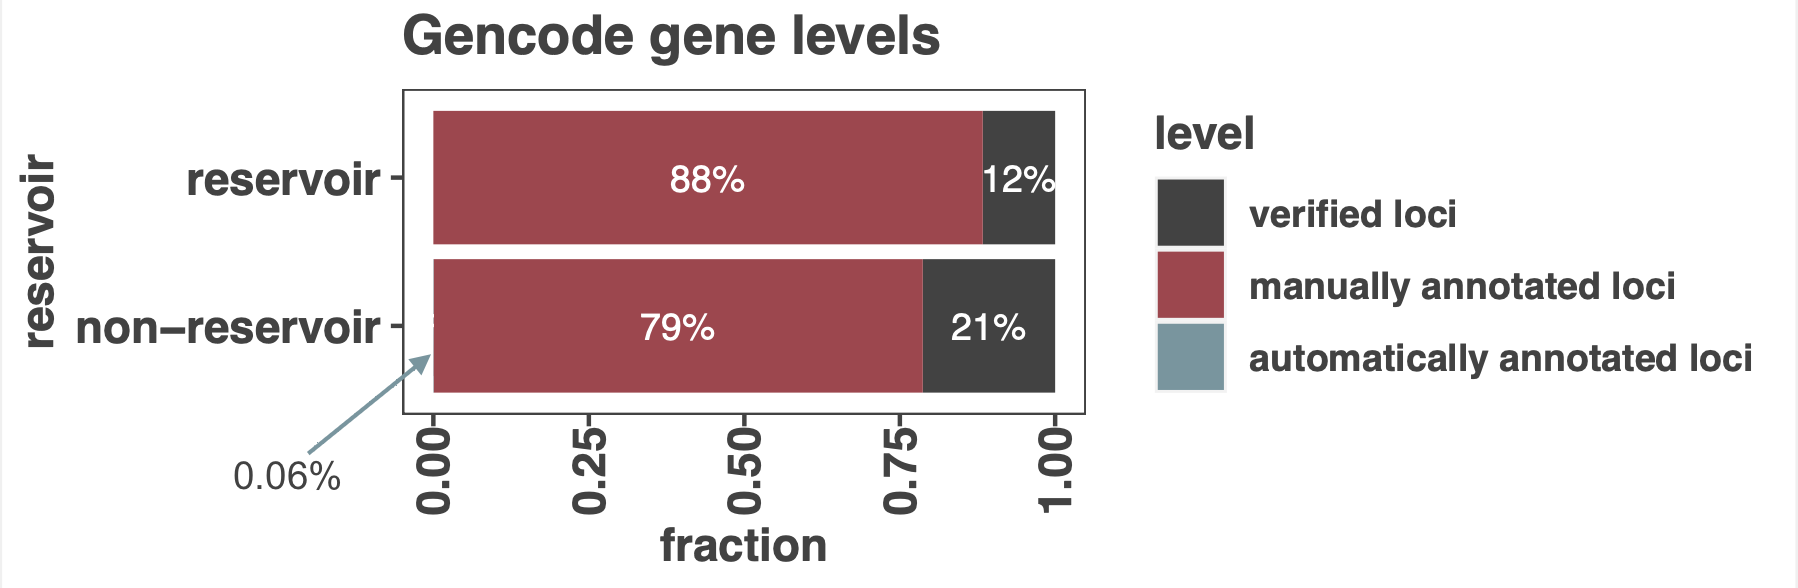 Gencode gene levels
reservoir
reservoir
88%
12%
non−reservoir
79%
21%
0.06%
0.00
0.25
0.50
0.75
1.00
fraction
level
verified loci
manually annotated loci
automatically annotated loci